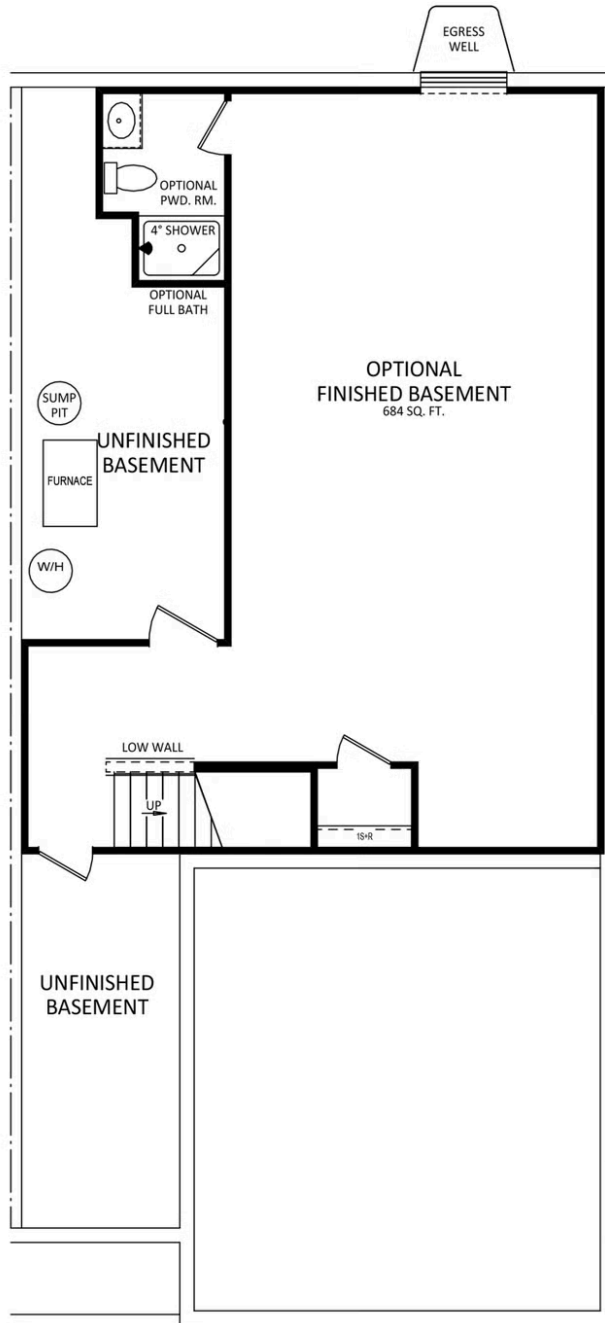 EGRESS
WELL
OPTIONAL
PWD. RM.
4° SHOWER
OPTIONAL
FULL BATH
OPTIONAL
FINISHED BASEMENT
684 SQ. FT.
SUMP
PIT
UNFINISHED
BASEMENT
FURNACE
W/H
LOW WALL
UP
1S+R
UNFINISHED
BASEMENT